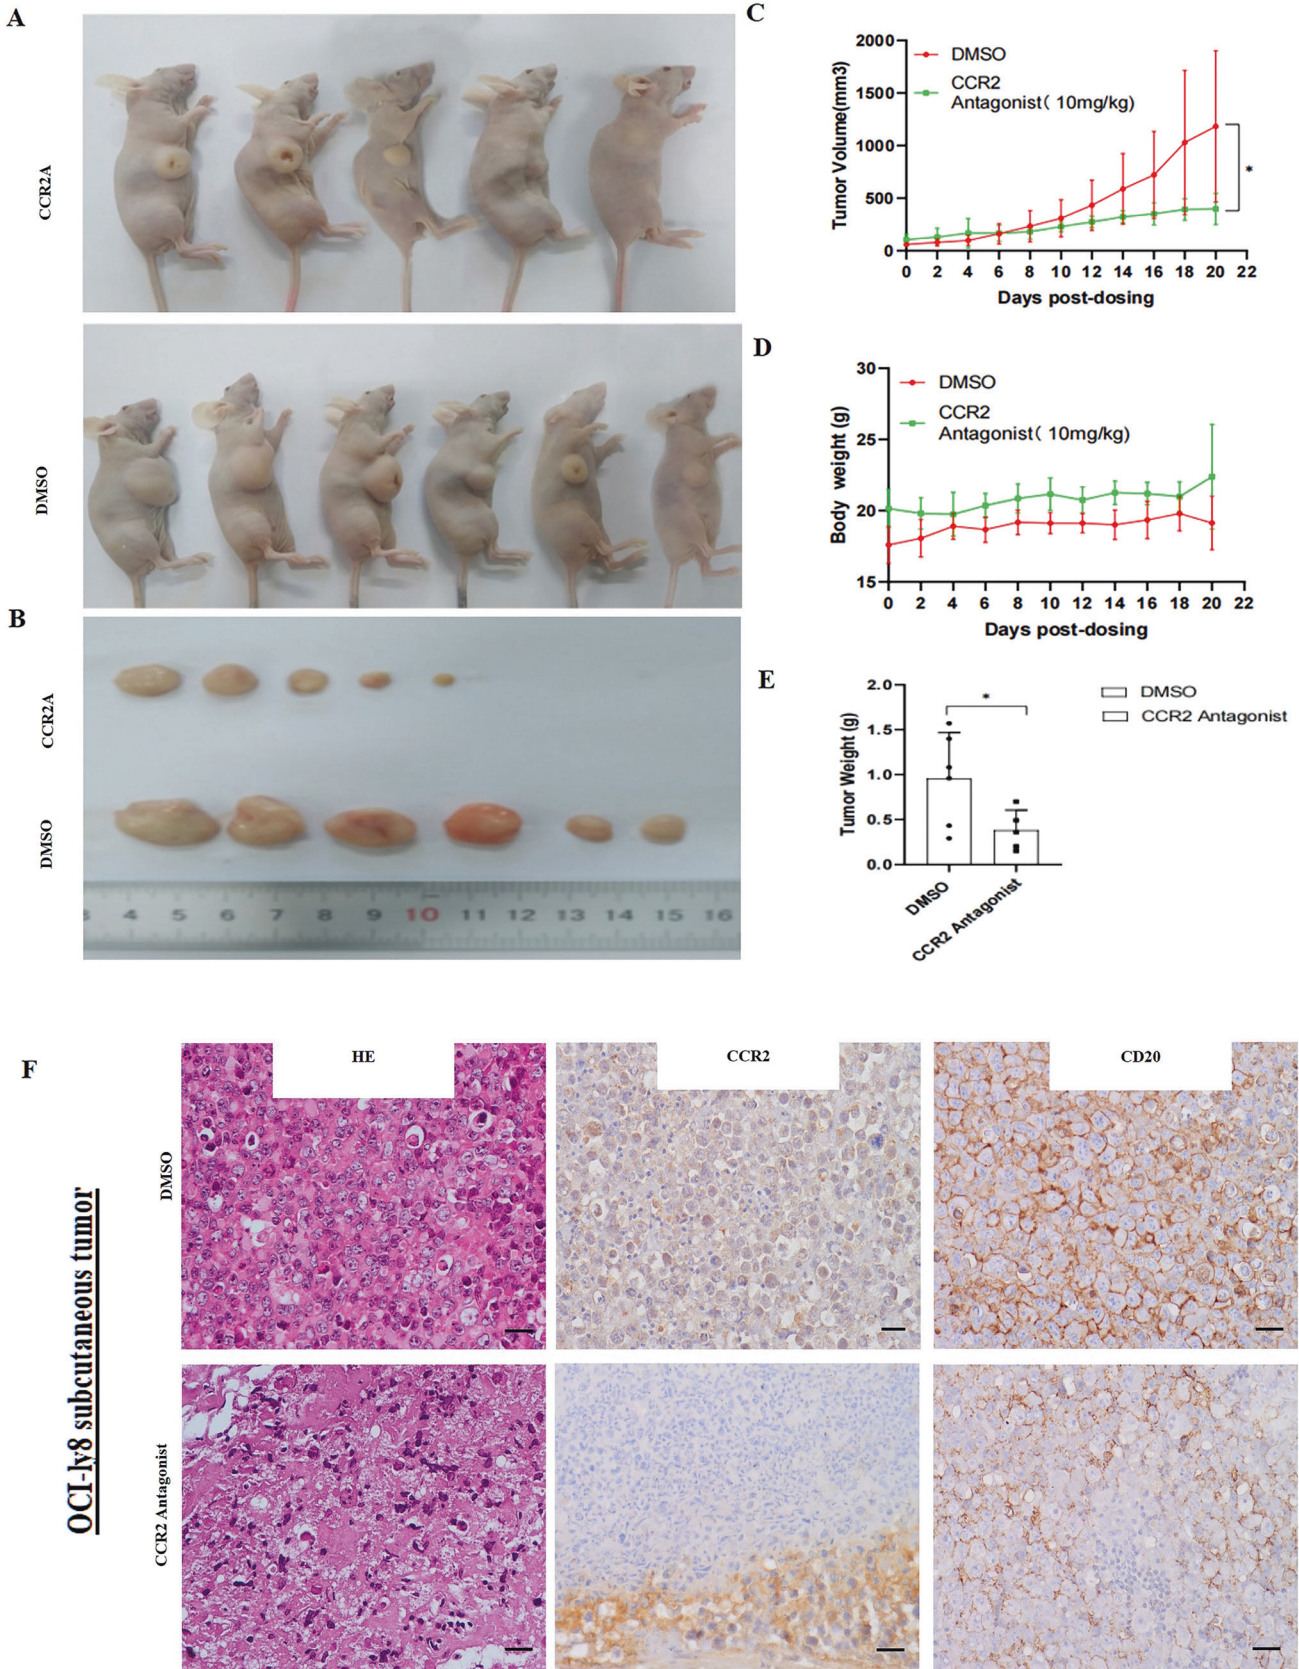 A
CCR2A
DMSO
B
CCR2A
DMSO
3 4 5 6 7 8 9 10 11 12 13 14 15 16
C
2000
1500
1000
500
0
Tumor Volume(mm3)
DMSO
CCR2
Antagonist( 10mg/kg)
*
0 2 4 6 8 10 12 14 16 18 20 22
Days post-dosing
D
30
25
20
15
Body weight (g)
DMSO
CCR2
Antagonist( 10mg/kg)
0 2 4 6 8 10 12 14 16 18 20 22
Days post-dosing
E
2.0
1.5
1.0
0.5
0.0
Tumor Weight (g)
*
DMSO
CCR2 Antagonist
DMSO
CCR2 Antagonist
F
OCI-ly8 subcutaneous tumor
HE
CCR2
CD20
DMSO
CCR2 Antagonist